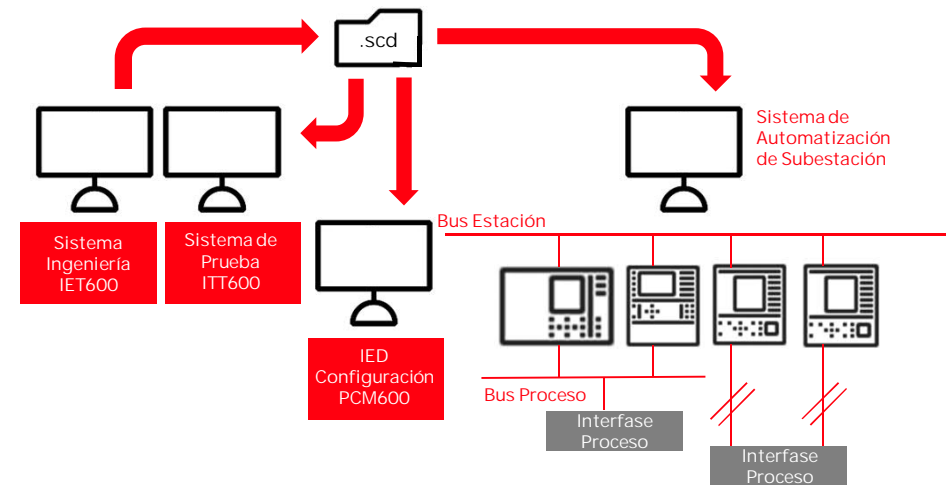 .scd
Sistema de
Automatización
de Subestación
Bus Estación
Sistema
Ingeniería
IET600
Sistema de
Prueba
ITT600
IED
Configuración
PCM600
Bus Proceso
Interfase
Proceso
Interfase
Proceso